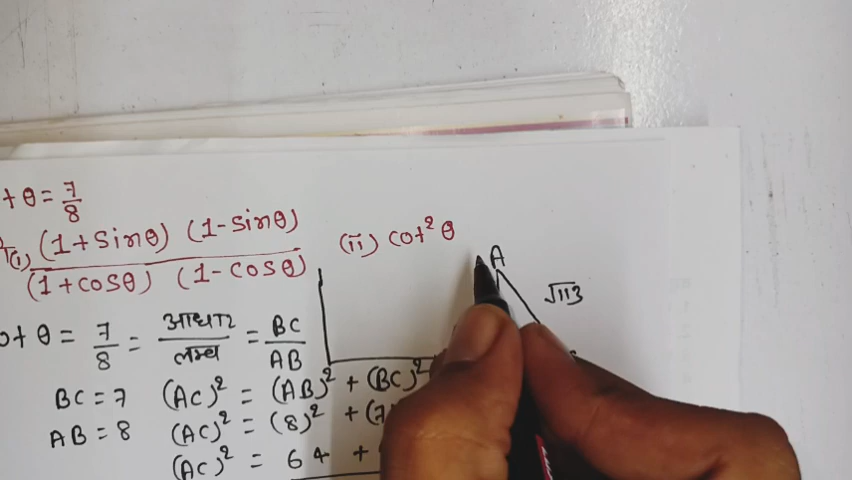 + θ = 7/8
(i) (1+sinθ) (1-sinθ) / (1+cosθ) (1-cosθ) (ii) cot² θ
A
√113
ot θ = 7/8 = आधार/लम्ब = BC/AB
BC = 7 (AC)² = (AB)² + (BC)²
AB = 8 (AC)² = (8)² + (7
(AC)² = 64 +